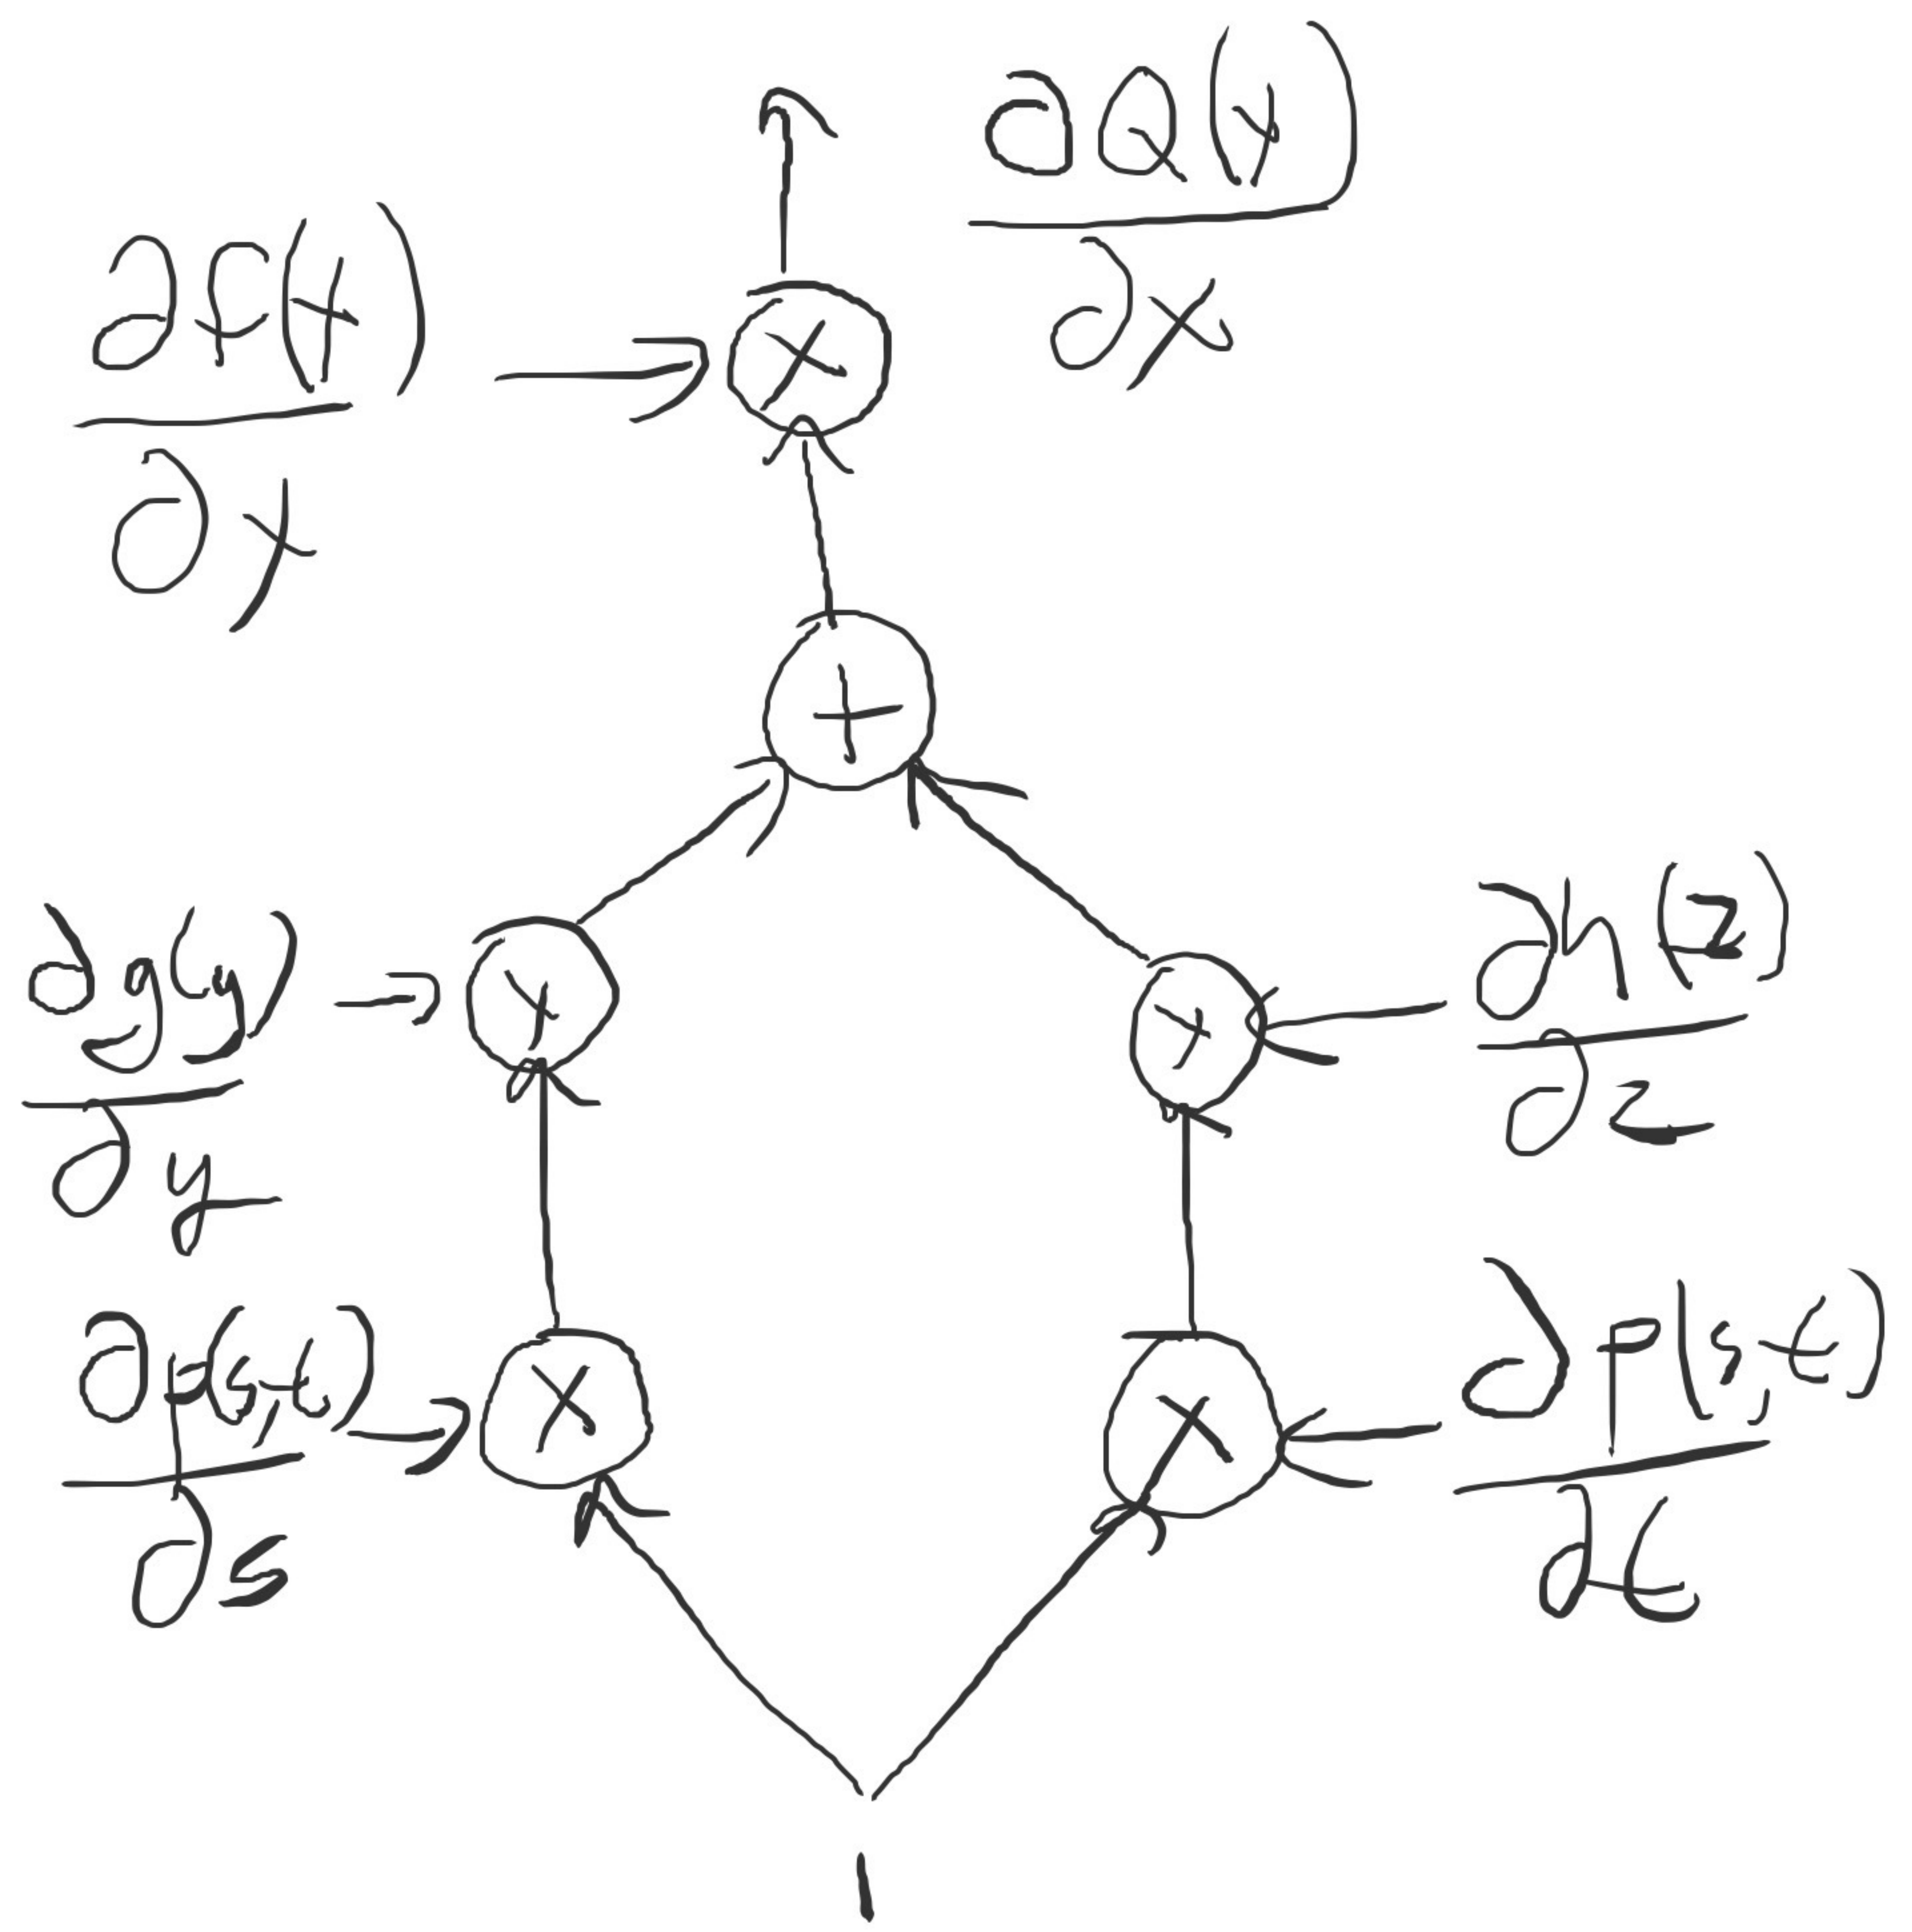 ∂Q(x)
∂x
∂f(x)
∂x
×
+
∂g(y)
∂y
×
×
∂h(z)
∂z
∂p(s,t)
∂s
×
×
∂p(s,t)
∂t
1